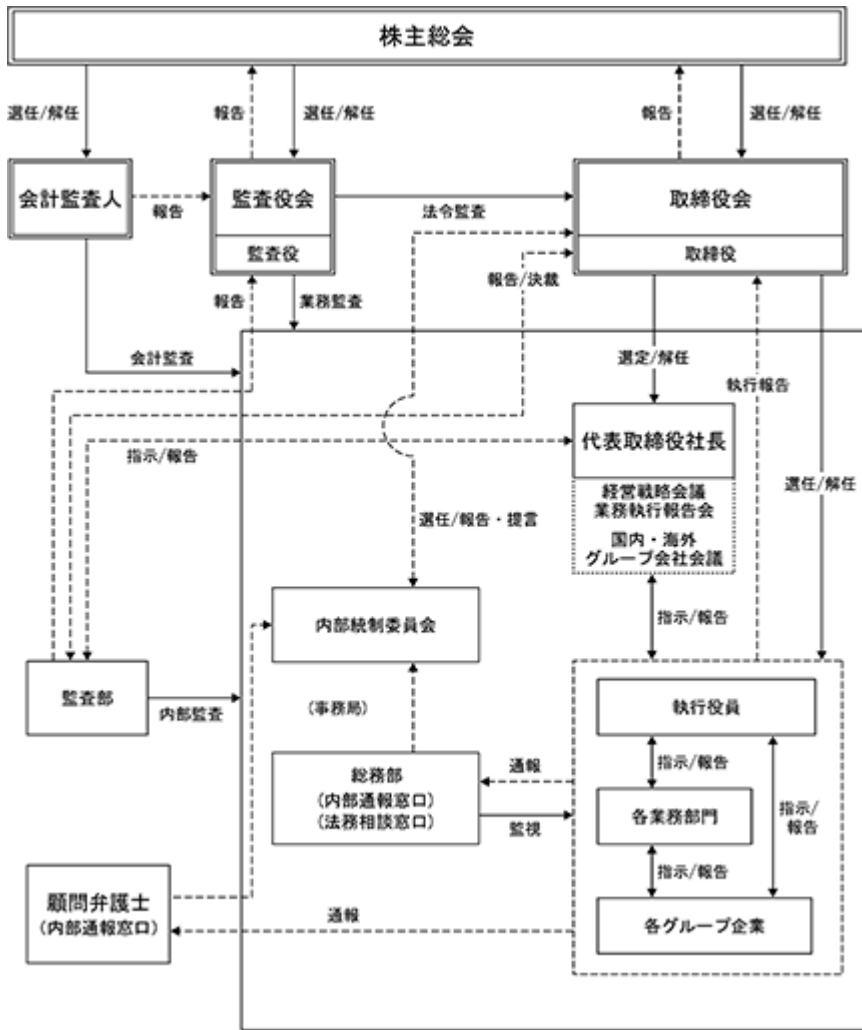 株主総会
選任/解任
報告
選任/解任
報告
選任/解任
会計監査人
報告
監査役会
監査役
法令監査
取締役会
取締役
報告/決裁
報告
業務監査
会計監査
選定/解任
執行報告
指示/報告
代表取締役社長
経営戦略会議
業務執行報告会
国内・海外
グループ会社会議
選任/解任
選任/報告・提言
指示/報告
内部統制委員会
監査部
内部監査
(事務局)
執行役員
指示/報告
総務部
(内部通報窓口)
(法務相談窓口)
通報
監視
各業務部門
指示/
報告
指示/報告
顧問弁護士
(内部通報窓口)
通報
各グループ企業